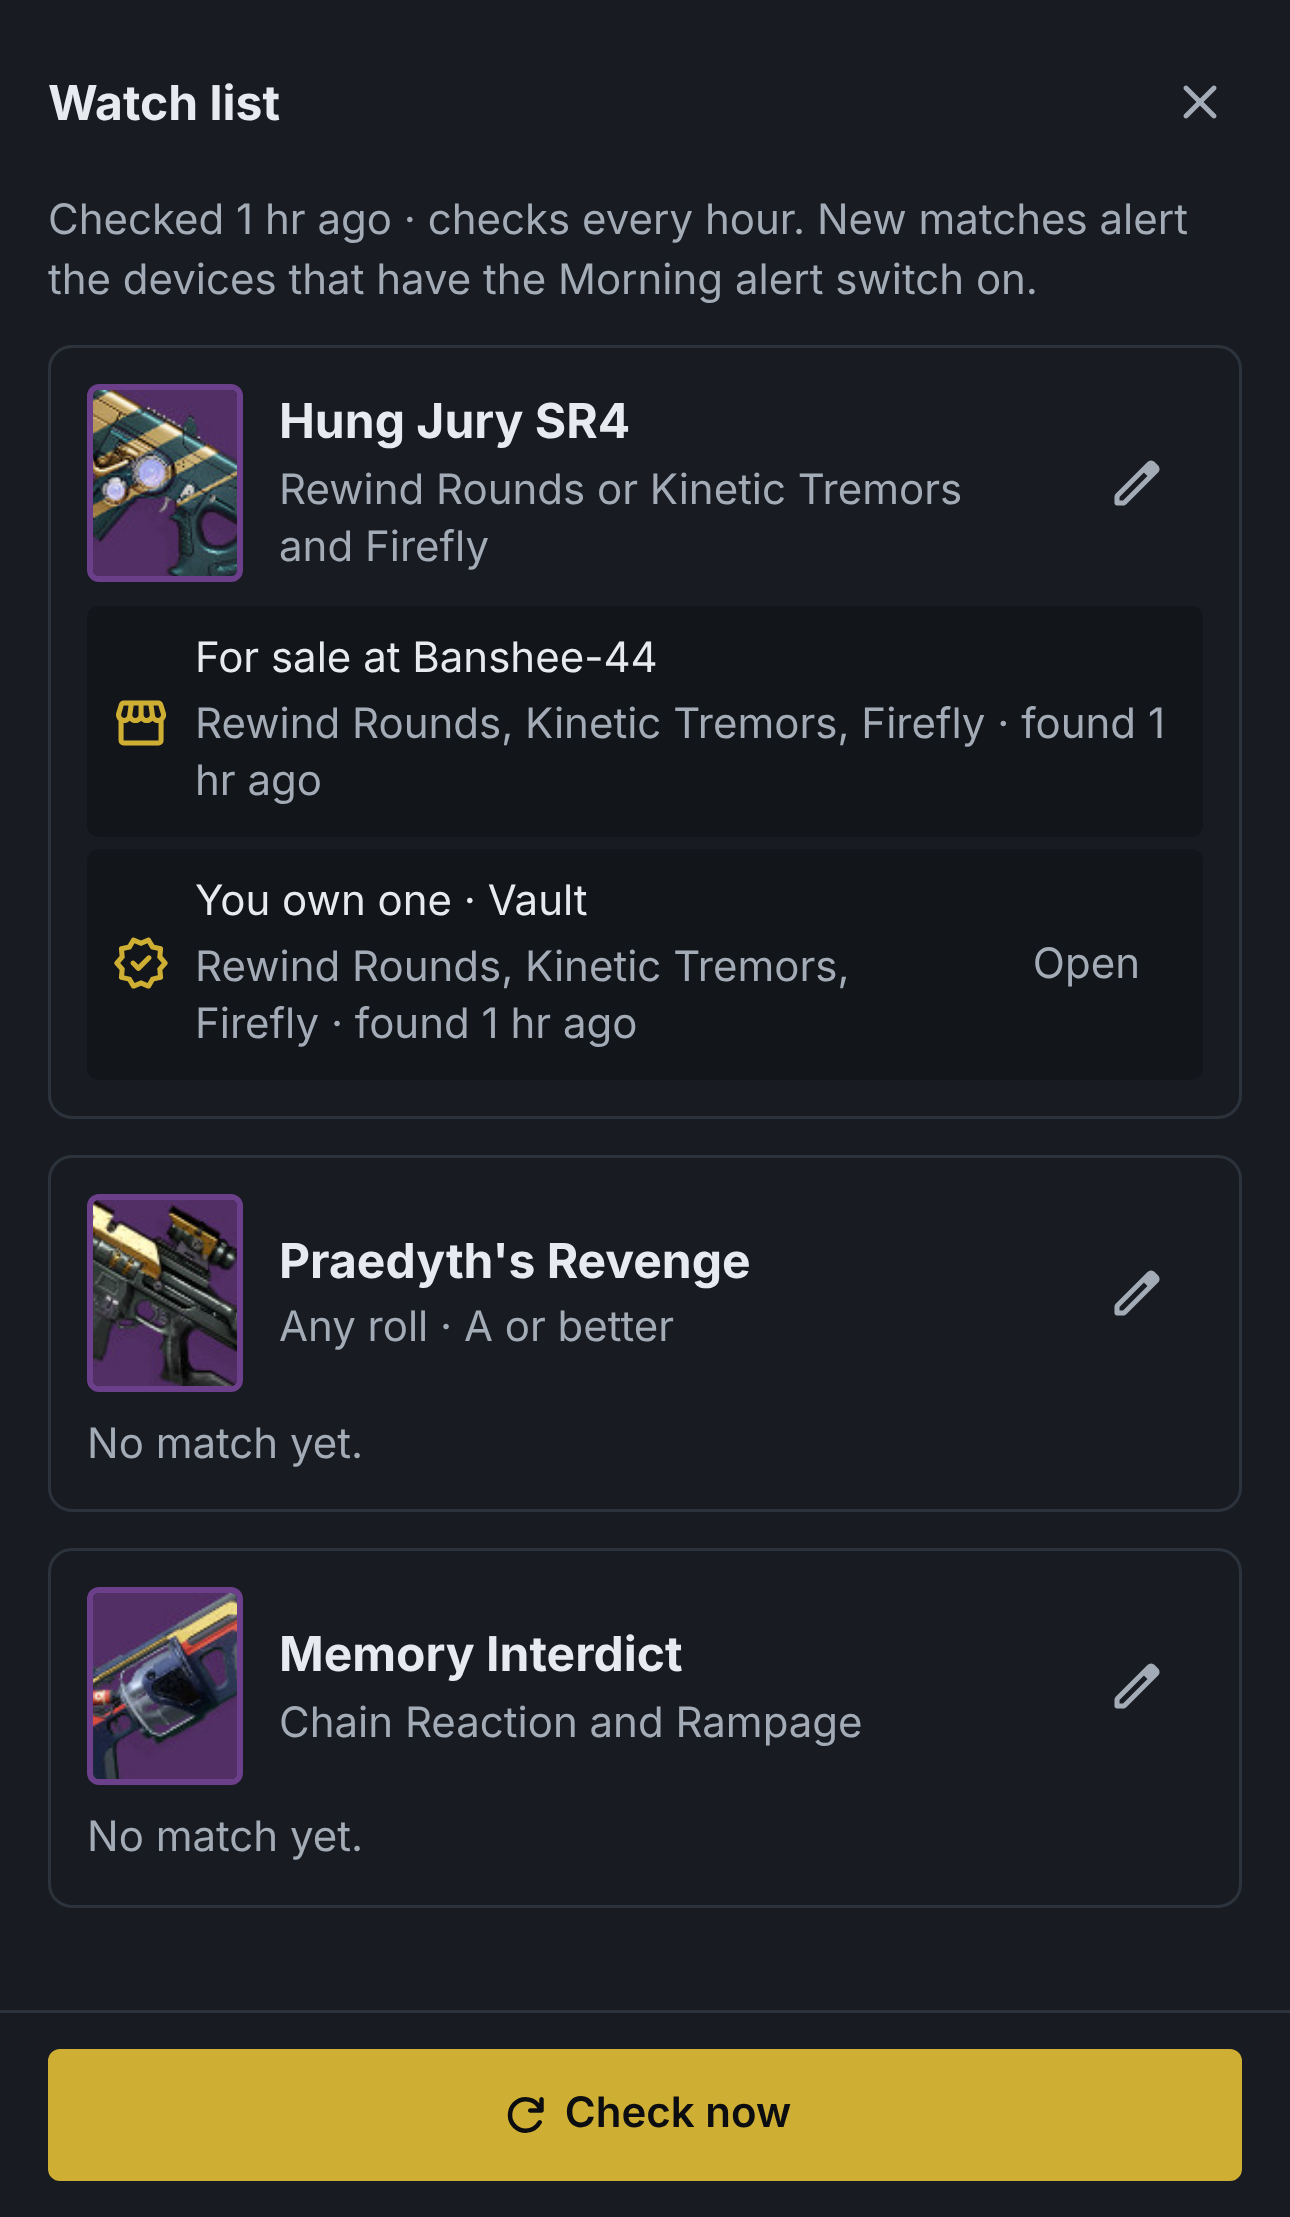 Watch list
Checked 1 hr ago · checks every hour. New matches alert
the devices that have the Morning alert switch on.
Hung Jury SR4
Rewind Rounds or Kinetic Tremors
and Firefly
For sale at Banshee-44
Rewind Rounds, Kinetic Tremors, Firefly · found 1
hr ago
You own one · Vault
Rewind Rounds, Kinetic Tremors,
Firefly · found 1 hr ago
Open
Praedyth's Revenge
Any roll · A or better
No match yet.
Memory Interdict
Chain Reaction and Rampage
No match yet.
Check now